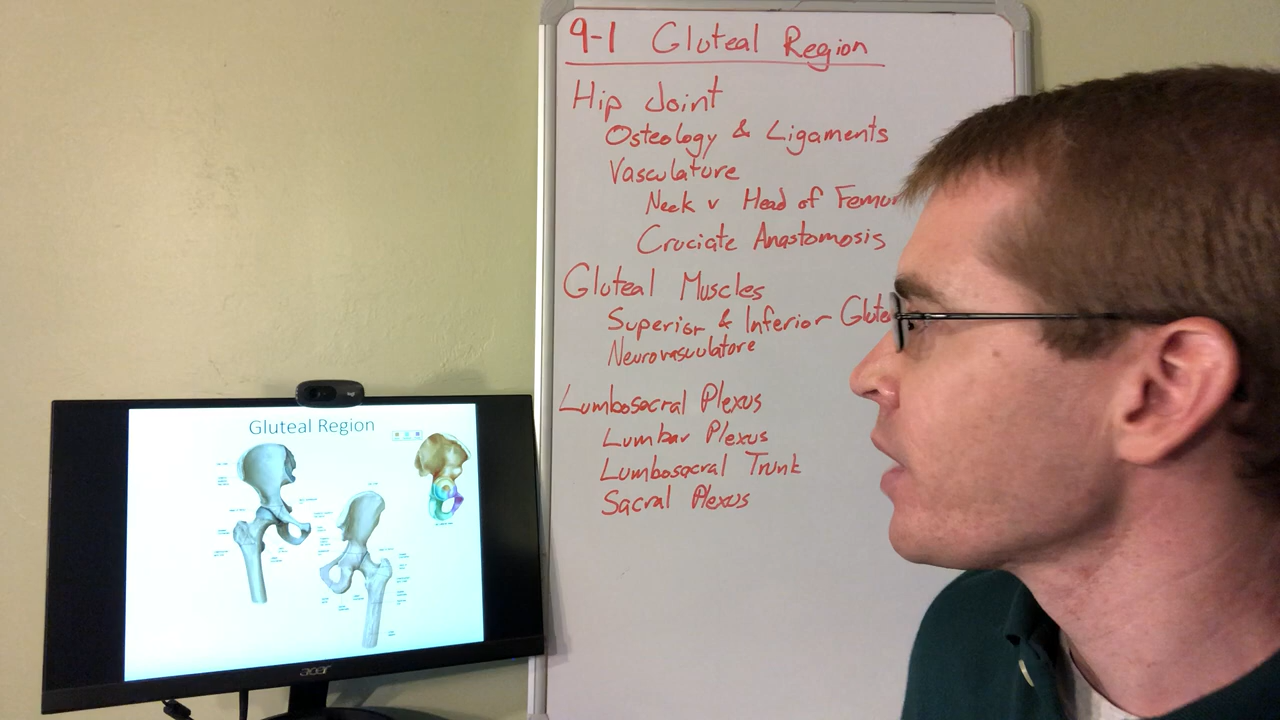 9-1 Gluteal Region
Hip Joint
Osteology & Ligaments
Vasculature
Neck v Head of Femur
Cruciate Anastomosis
Gluteal Muscles
Superior & Inferior Glute
Neurovasculature
Lumbosacral Plexus
Lumbar Plexus
Lumbosacral Trunk
Sacral Plexus
Gluteal Region
acer